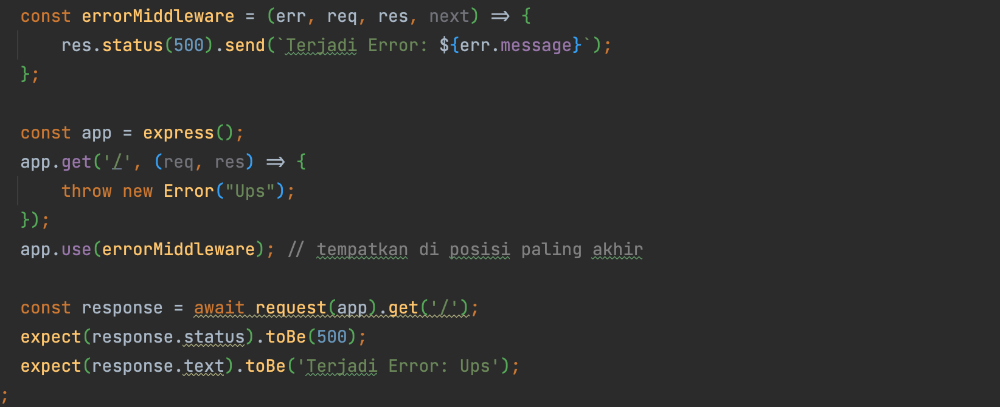 const errorMiddleware = (err, req, res, next) => {
    res.status(500).send(`Terjadi Error: ${err.message}`);
};
const app = express();
app.get('/', (req, res) => {
    throw new Error("Ups");
});
app.use(errorMiddleware); // tempatkan di posisi paling akhir
const response = await request(app).get('/');
expect(response.status).toBe(500);
expect(response.text).toBe('Terjadi Error: Ups');
;